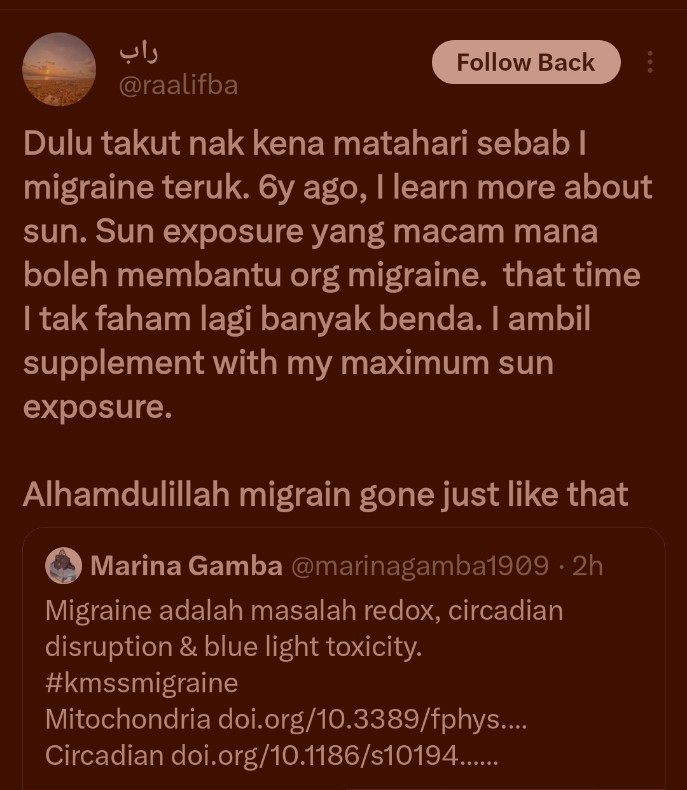 راب
Follow Back
@raalifba
Dulu takut nak kena matahari sebab I
migraine teruk. 6y ago, I learn more about
sun. Sun exposure yang macam mana
boleh membantu org migraine.  that time
I tak faham lagi banyak benda. I ambil
supplement with my maximum sun
exposure.
Alhamdulillah migrain gone just like that
Marina Gamba @marinagamba1909 · 2h
Migraine adalah masalah redox, circadian
disruption & blue light toxicity.
#kmssmigraine
Mitochondria doi.org/10.3389/fphys....
Circadian doi.org/10.1186/s10194......